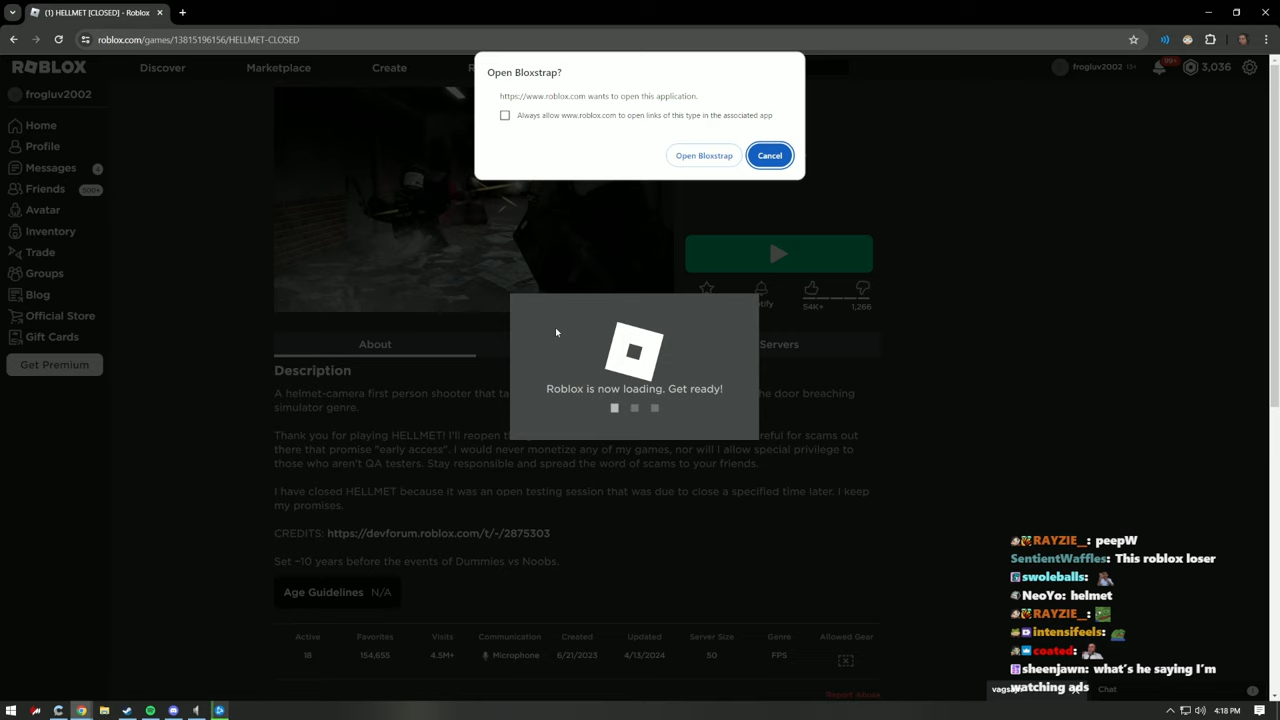 (1) HELLMET [CLOSED] - Roblox
roblox.com/games/13815196156/HELLMET-CLOSED
ROBLOX
Discover
Marketplace
Create
frogluv2002 13+
99+
3,036
Open Bloxstrap?
https://www.roblox.com wants to open this application.
Always allow www.roblox.com to open links of this type in the associated app
Open Bloxstrap
Cancel
frogluv2002
Home
Profile
Messages
Friends 500+
Avatar
Inventory
Trade
Groups
Blog
Official Store
Gift Cards
Get Premium
54K+
1,266
Roblox is now loading. Get ready!
About
Servers
Description
A helmet-camera first person shooter that
the door breaching
simulator genre.
Thank you for playing HELLMET! I'll reopen
for scams out
there that promise "early access". I would never monetize any of my games, nor will I allow special privilege to
those who aren't QA testers. Stay responsible and spread the word of scams to your friends.
I have closed HELLMET because it was an open testing session that was due to close a specified time later. I keep
my promises.
CREDITS: https://devforum.roblox.com/t/-/2875303
Set ~10 years before the events of Dummies vs Noobs.
Age Guidelines N/A
Active Favorites Visits Communication Created Updated Server Size Genre Allowed Gear
18 154,655 4.5M+ Microphone 6/21/2023 4/13/2024 50 FPS
Report Abuse
RAYZIE_: peepW
SentientWaffles: This roblox loser
swoleballs:
NeoYo: helmet
RAYZIE_:
intensifeels:
coated:
sheenjawn: what's he saying I'm
watching ads
Chat
4:18 PM